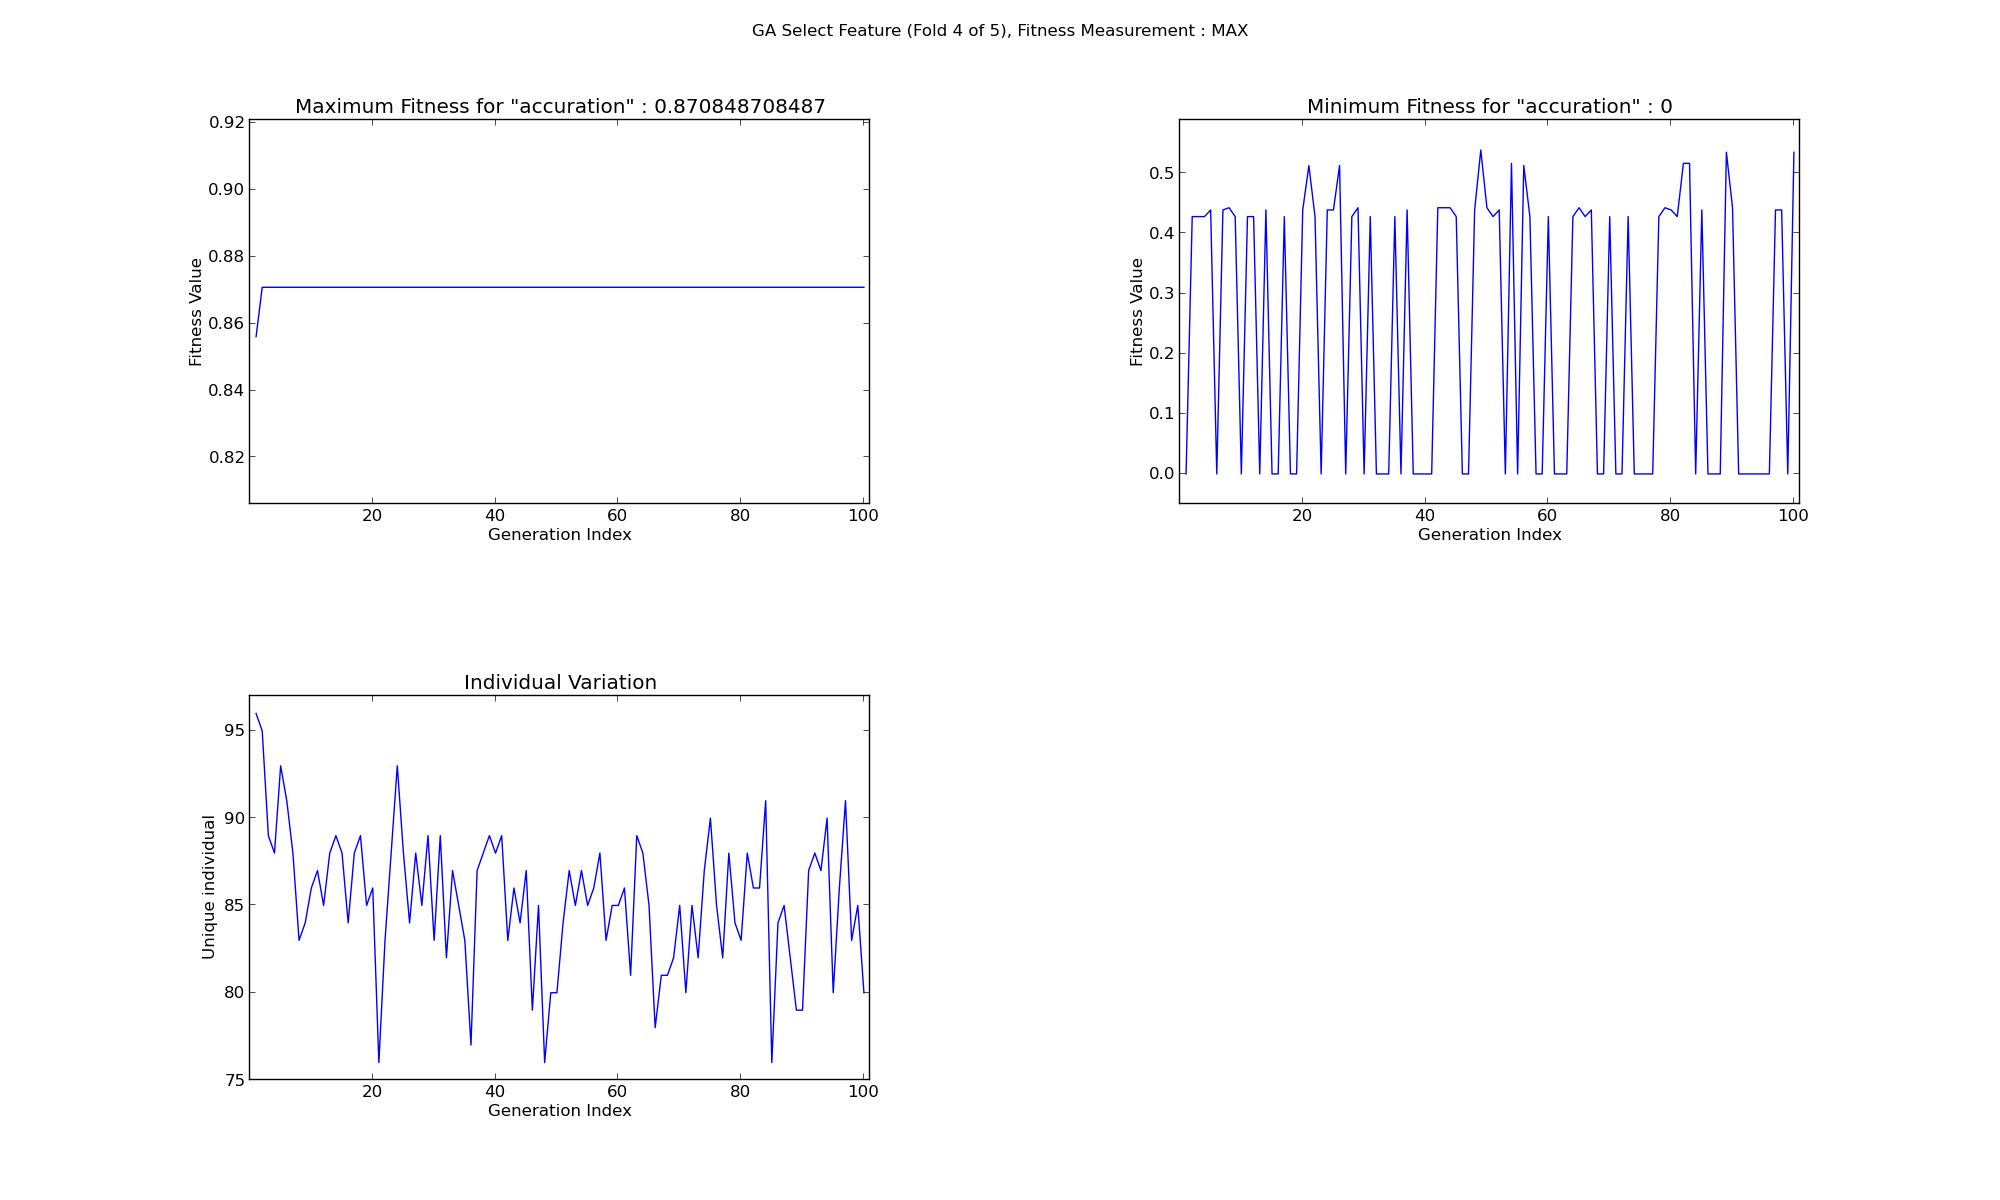 GA Select Feature (Fold 4 of 5), Fitness Measurement : MAX
Maximum Fitness for "accuration" : 0.870848708487
0.92
0.90
0.88
0.86
0.84
0.82
Fitness Value
20 40 60 80 100
Generation Index
Minimum Fitness for "accuration" : 0
0.5
0.4
0.3
0.2
0.1
0.0
Fitness Value
20 40 60 80 100
Generation Index
Individual Variation
95
90
85
80
75
Unique individual
20 40 60 80 100
Generation Index